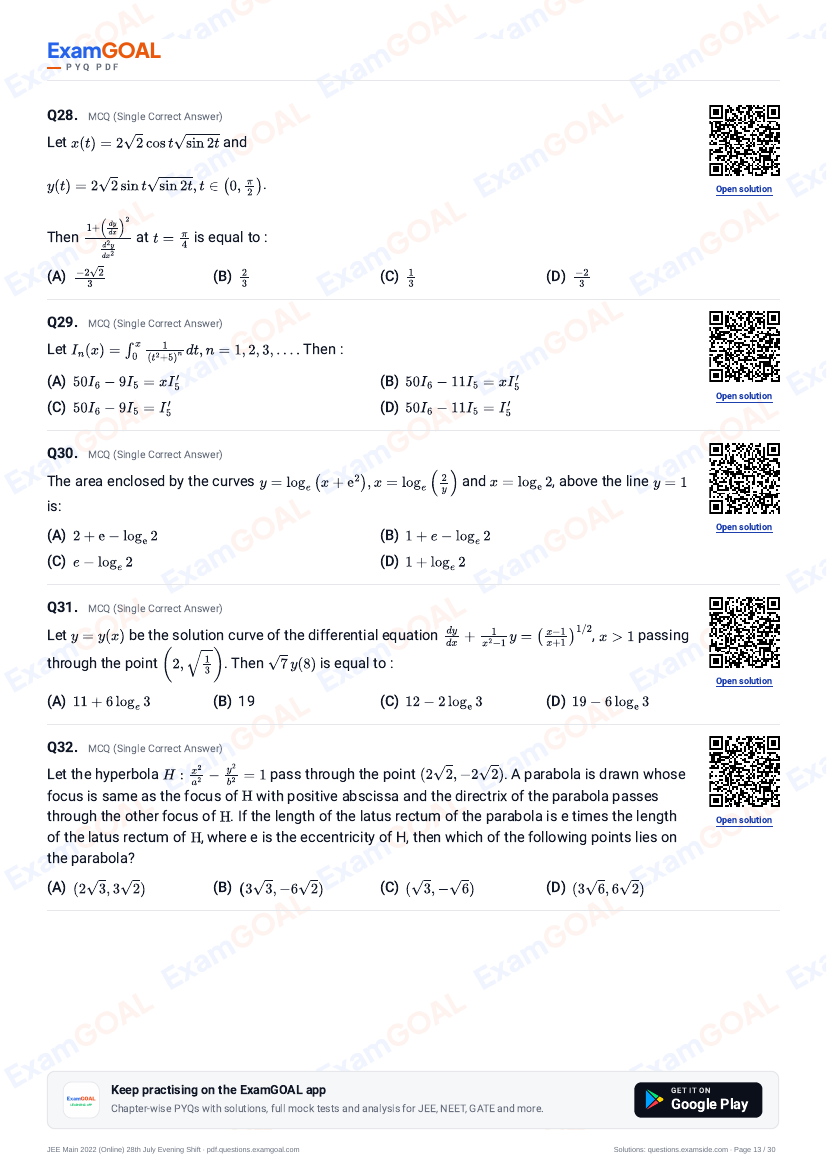 ExamGOAL
PYQ PDF
Q28. MCQ (Single Correct Answer)
Let x(t) = 2√2 cos t√(sin 2t) and
y(t) = 2√2 sin t√(sin 2t), t ∈ (0, π/2).
Then (1+(dy/dx)²)/(d²y/dx²) at t = π/4 is equal to :
(A) −2√2/3 (B) 2/3 (C) 1/3 (D) −2/3
Open solution
Q29. MCQ (Single Correct Answer)
Let Iₙ(x) = ∫₀ˣ 1/(t²+5)ⁿ dt, n = 1, 2, 3, .... Then :
(A) 50I₆ − 9I₅ = xI′₅ (B) 50I₆ − 11I₅ = xI′₅
(C) 50I₆ − 9I₅ = I′₅ (D) 50I₆ − 11I₅ = I′₅
Open solution
Q30. MCQ (Single Correct Answer)
The area enclosed by the curves y = logₑ (x + e²), x = logₑ (2/y) and x = logₑ 2, above the line y = 1
is:
(A) 2 + e − logₑ 2 (B) 1 + e − logₑ 2
(C) e − logₑ 2 (D) 1 + logₑ 2
Open solution
Q31. MCQ (Single Correct Answer)
Let y = y(x) be the solution curve of the differential equation dy/dx + 1/(x²−1) y = ((x−1)/(x+1))^(1/2), x > 1 passing
through the point (2, √(1/3)). Then √7 y(8) is equal to :
(A) 11 + 6 logₑ 3 (B) 19 (C) 12 − 2 logₑ 3 (D) 19 − 6 logₑ 3
Open solution
Q32. MCQ (Single Correct Answer)
Let the hyperbola H : x²/a² − y²/b² = 1 pass through the point (2√2, −2√2). A parabola is drawn whose
focus is same as the focus of H with positive abscissa and the directrix of the parabola passes
through the other focus of H. If the length of the latus rectum of the parabola is e times the length
of the latus rectum of H, where e is the eccentricity of H, then which of the following points lies on
the parabola?
(A) (2√3, 3√2) (B) (3√3, −6√2) (C) (√3, −√6) (D) (3√6, 6√2)
Open solution
ExamGOAL
Keep practising on the ExamGOAL app
Chapter-wise PYQs with solutions, full mock tests and analysis for JEE, NEET, GATE and more.
GET IT ON
Google Play
JEE Main 2022 (Online) 28th July Evening Shift · pdf.questions.examgoal.com
Solutions: questions.examside.com · Page 13 / 30